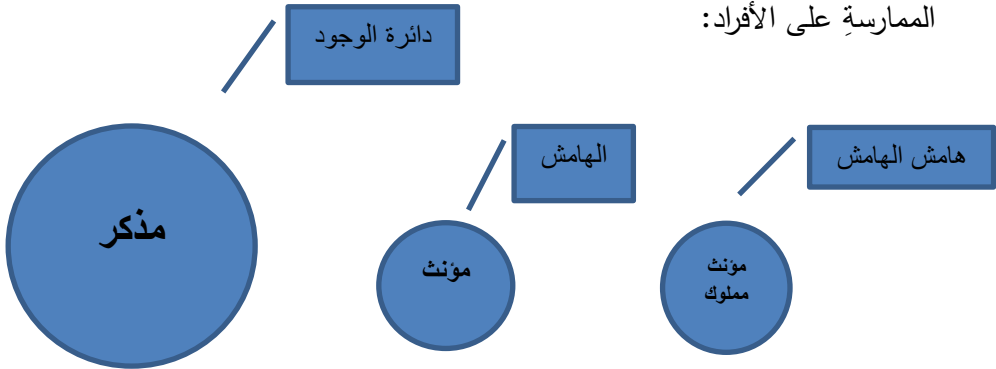 الممارسةِ على الأفراد:
دائرة الوجود
هامش الهامش
الهامش
مذكر
مؤنث
مؤنث
مملوك